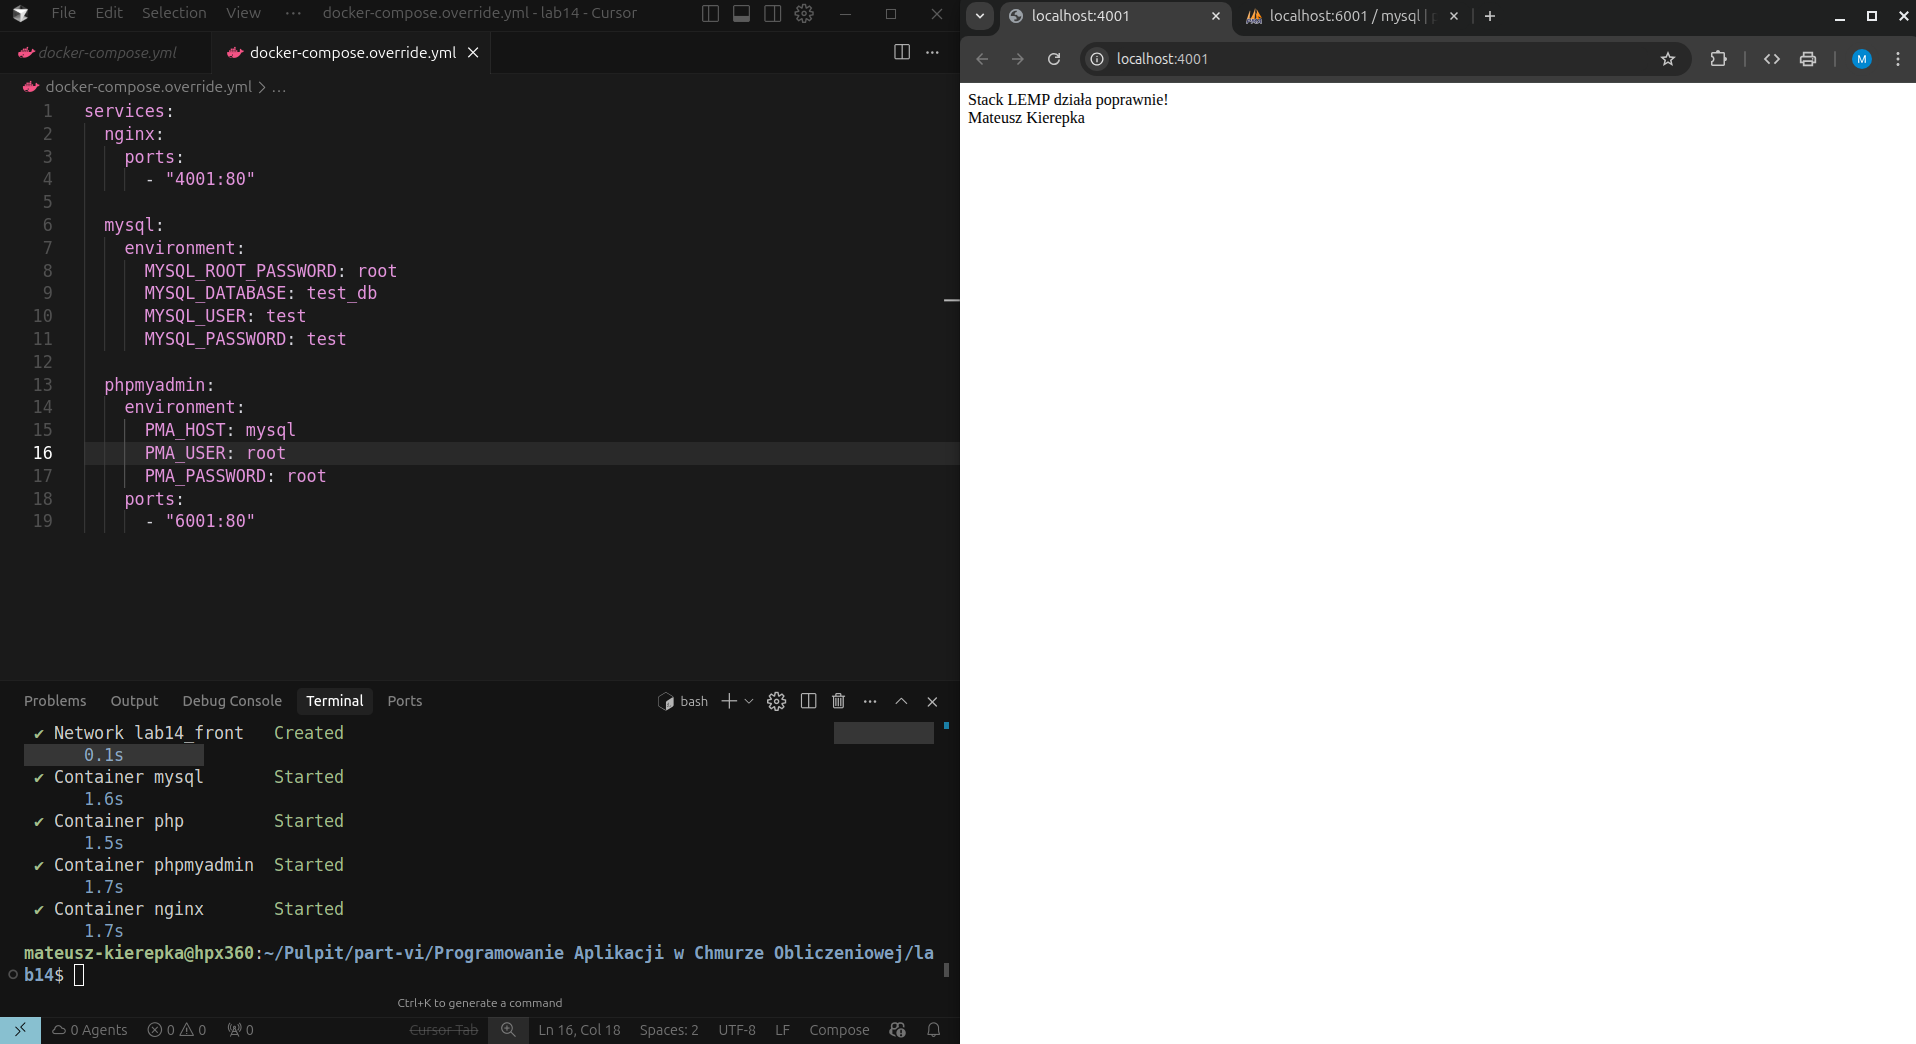 File Edit Selection View ··· docker-compose.override.yml - lab14 - Cursor
docker-compose.yml docker-compose.override.yml
docker-compose.override.yml > ...
1 services:
2 nginx:
3 ports:
4 - "4001:80"
5
6 mysql:
7 environment:
8 MYSQL_ROOT_PASSWORD: root
9 MYSQL_DATABASE: test_db
10 MYSQL_USER: test
11 MYSQL_PASSWORD: test
12
13 phpmyadmin:
14 environment:
15 PMA_HOST: mysql
16 PMA_USER: root
17 PMA_PASSWORD: root
18 ports:
19 - "6001:80"
Problems Output Debug Console Terminal Ports bash
✔ Network lab14_front Created
0.1s
✔ Container mysql Started
1.6s
✔ Container php Started
1.5s
✔ Container phpmyadmin Started
1.7s
✔ Container nginx Started
1.7s
mateusz-kierepka@hpx360:~/Pulpit/part-vi/Programowanie Aplikacji w Chmurze Obliczeniowej/la
b14$
Ctrl+K to generate a command
0 Agents 0 0 0 Cursor Tab Ln 16, Col 18 Spaces: 2 UTF-8 LF Compose
localhost:4001 localhost:6001 / mysql |
localhost:4001 M
Stack LEMP działa poprawnie!
Mateusz Kierepka